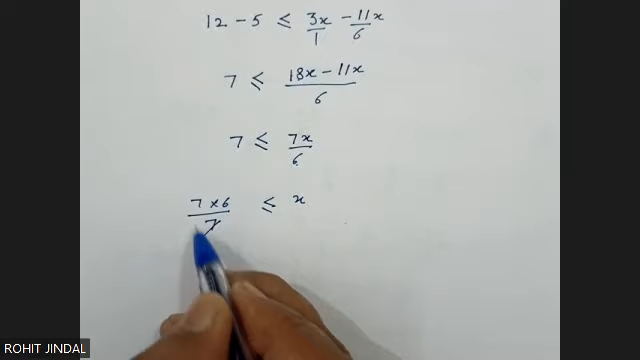 12 - 5 ≤ 3x/1 - 11x/6
7 ≤ (18x - 11x)/6
7 ≤ 7x/6
(7 × 6)/7 ≤ x
ROHIT JINDAL